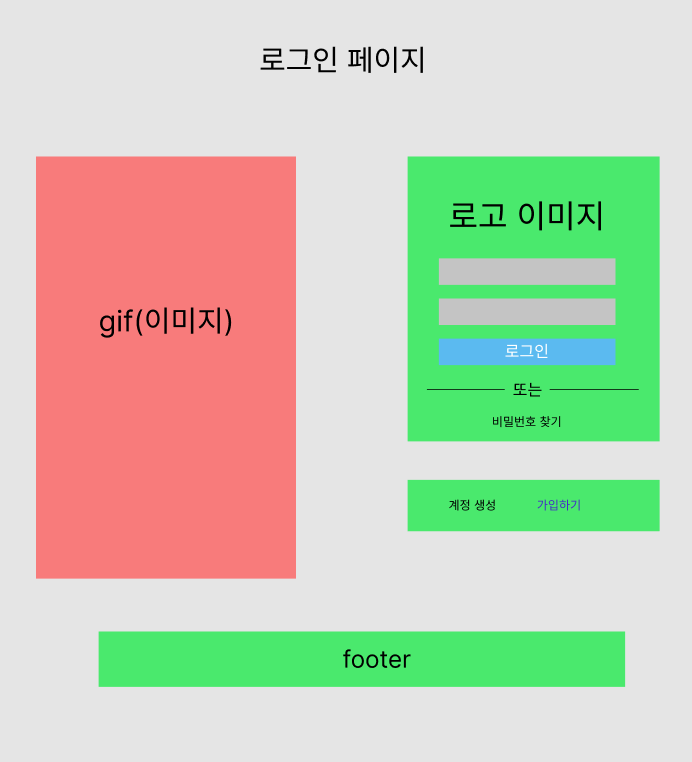 로그인 페이지
gif(이미지)
로고 이미지
로그인
또는
비밀번호 찾기
계정 생성 가입하기
footer